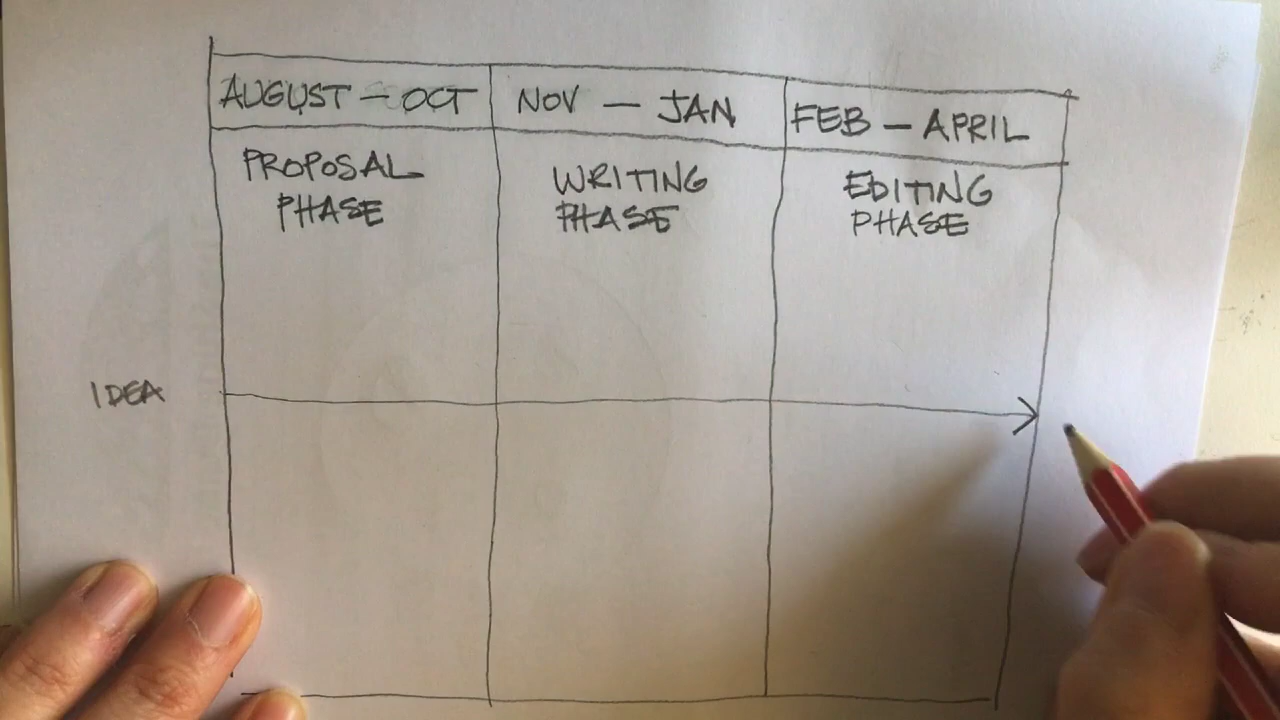 AUGUST - OCT
NOV - JAN
FEB - APRIL
PROPOSAL
PHASE
WRITING
PHASE
EDITING
PHASE
IDEA